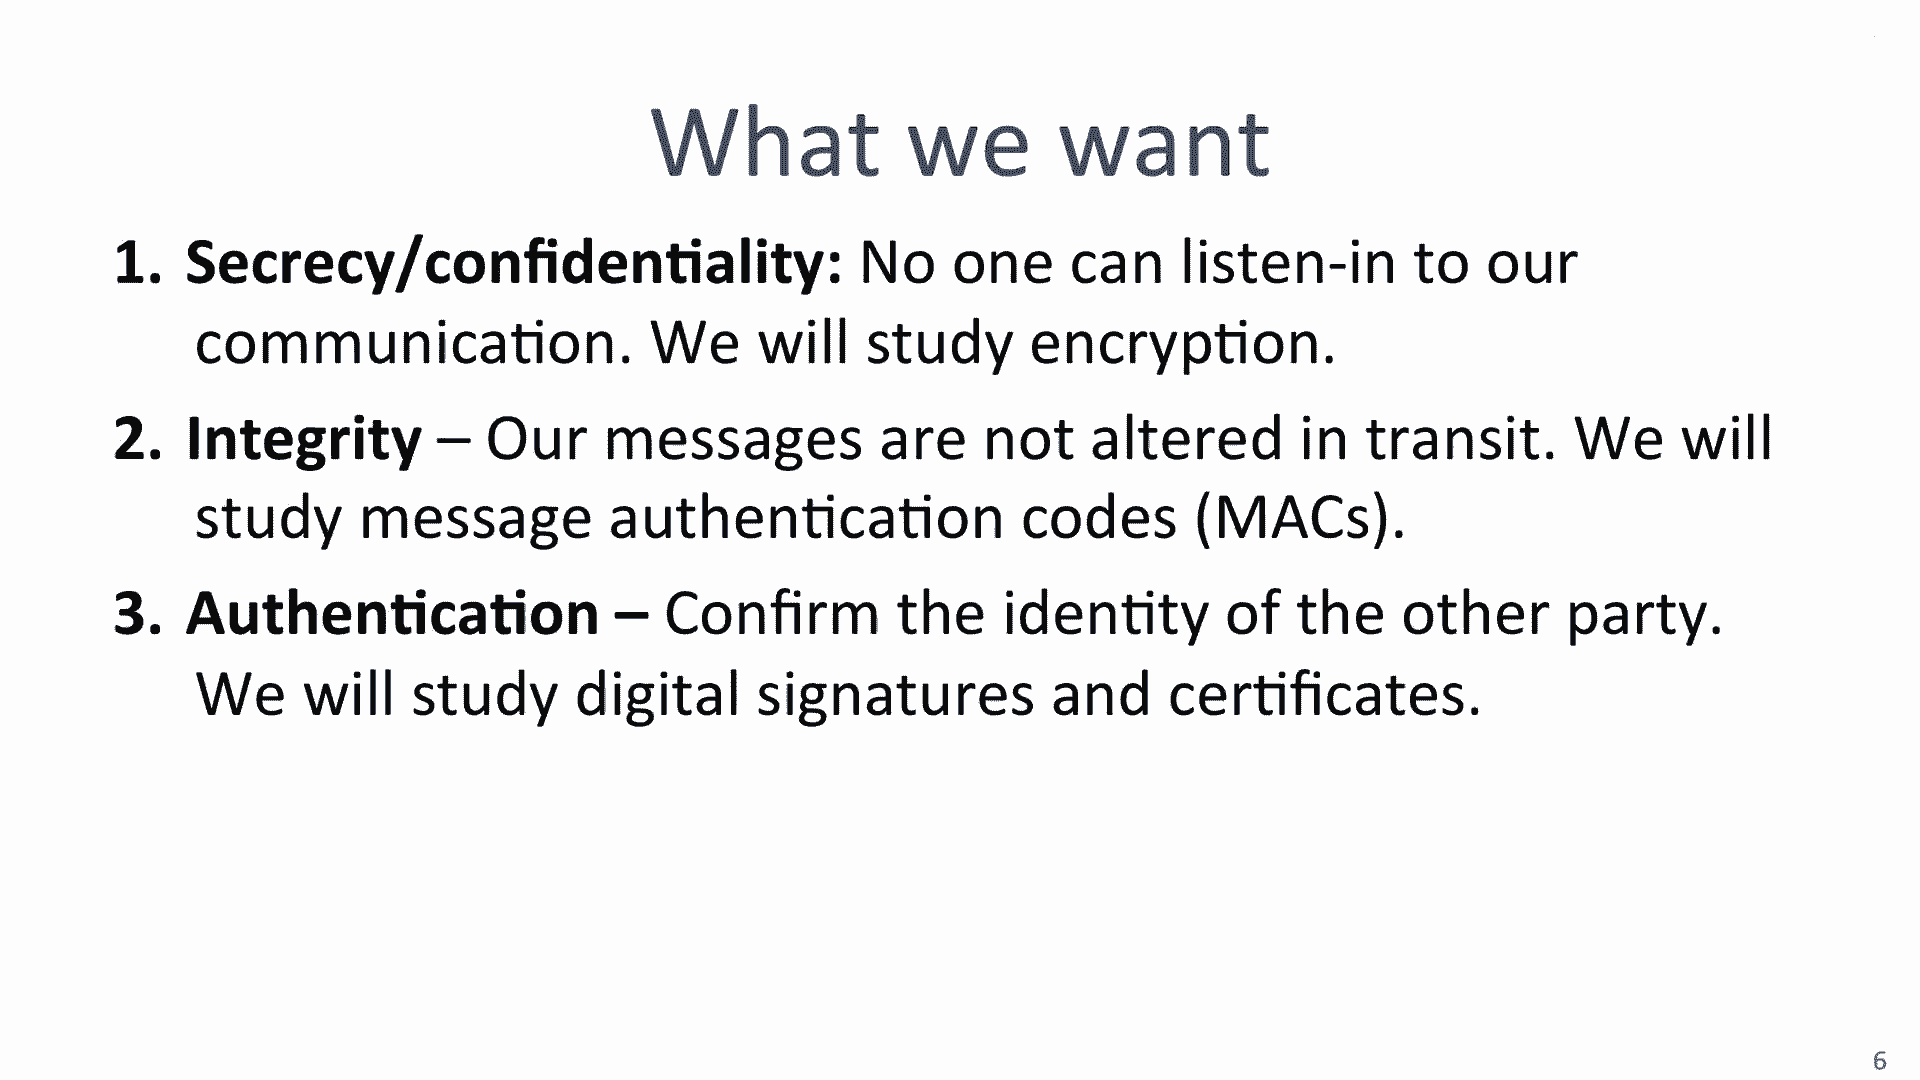 What we want
1. Secrecy/confidentiality: No one can listen-in to our
communication. We will study encryption.
2. Integrity – Our messages are not altered in transit. We will
study message authentication codes (MACs).
3. Authentication – Confirm the identity of the other party.
We will study digital signatures and certificates.
6